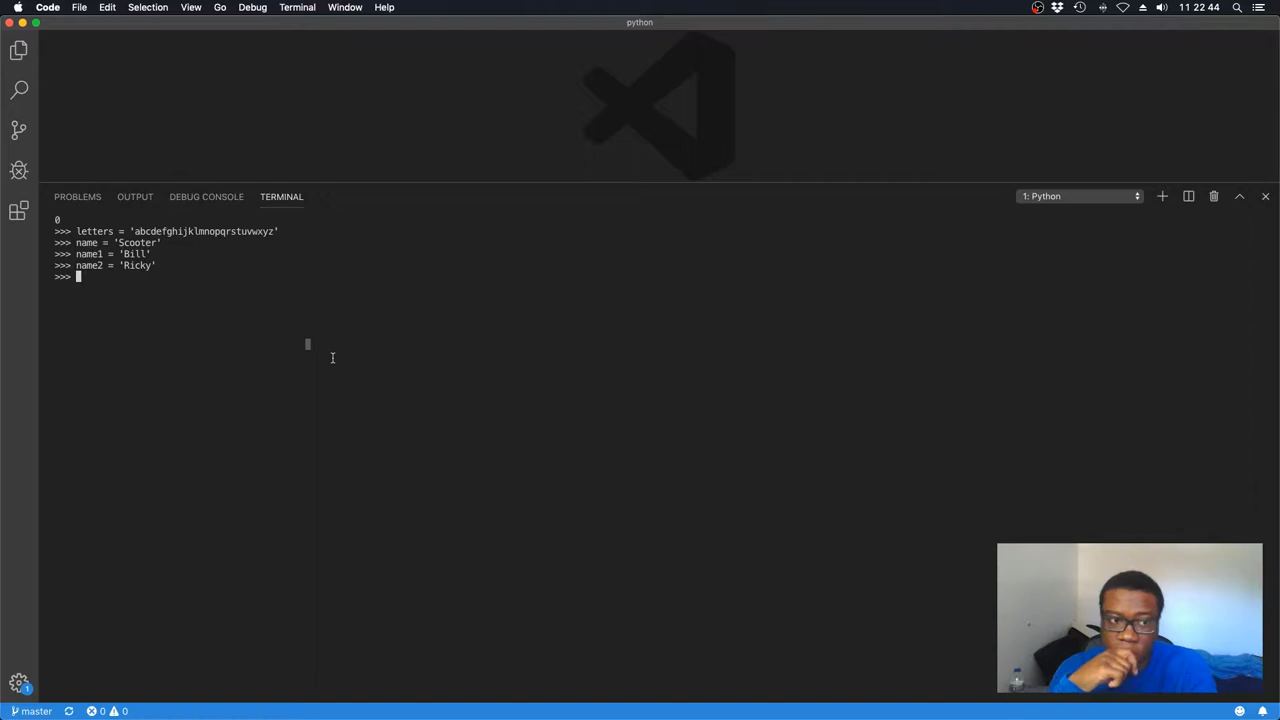 Code File Edit Selection View Go Debug Terminal Window Help 11 22 44
python
PROBLEMS OUTPUT DEBUG CONSOLE TERMINAL 1: Python
0
>>> letters = 'abcdefghijklmnopqrstuvwxyz'
>>> name = 'Scooter'
>>> name1 = 'Bill'
>>> name2 = 'Ricky'
>>>
1
master 0 0